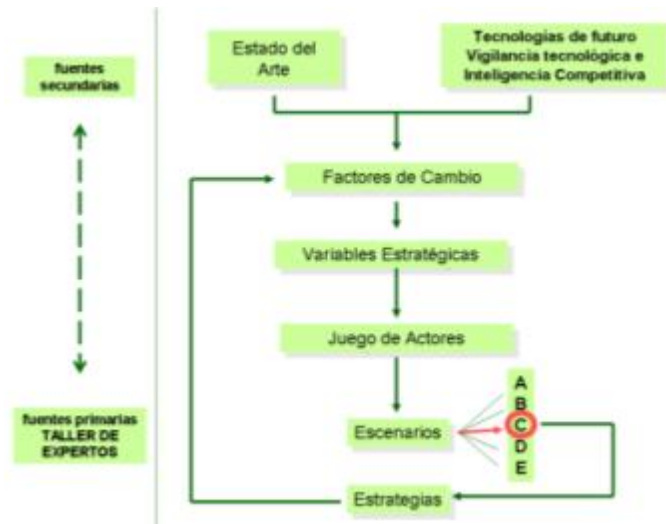 fuentes
secundarias
fuentes primarias
TALLER DE
EXPERTOS
Estado del
Arte
Tecnologías de futuro
Vigilancia tecnológica e
Inteligencia Competitiva
Factores de Cambio
Variables Estratégicas
Juego de Actores
Escenarios
A
B
C
D
E
Estrategias